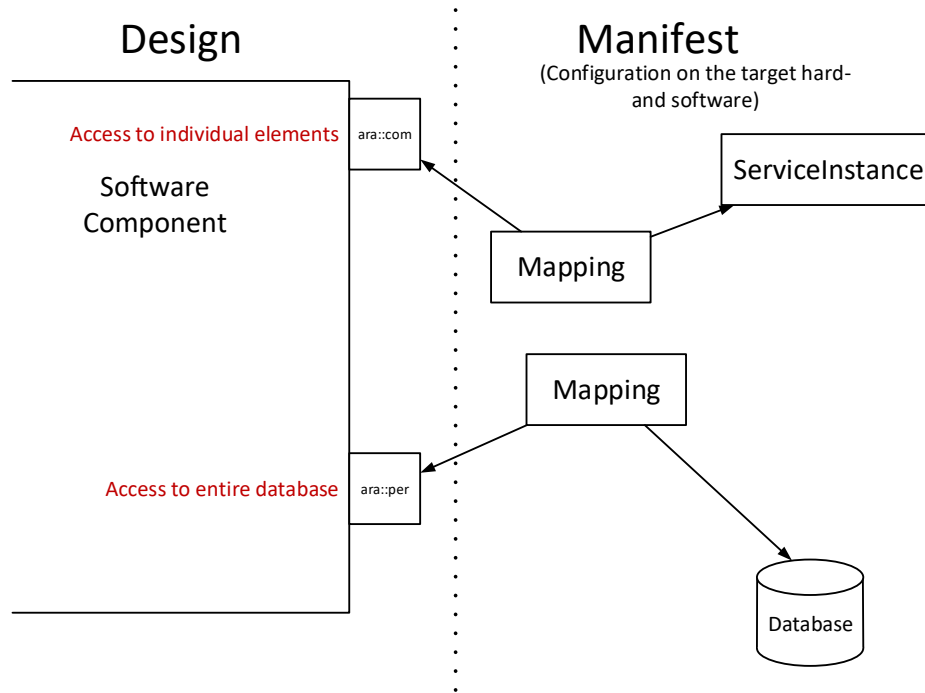 Design
Manifest
(Configuration on the target hard-
and software)
Access to individual elements
ara::com
Software
Component
ServiceInstance
Mapping
Mapping
Access to entire database
ara::per
Database